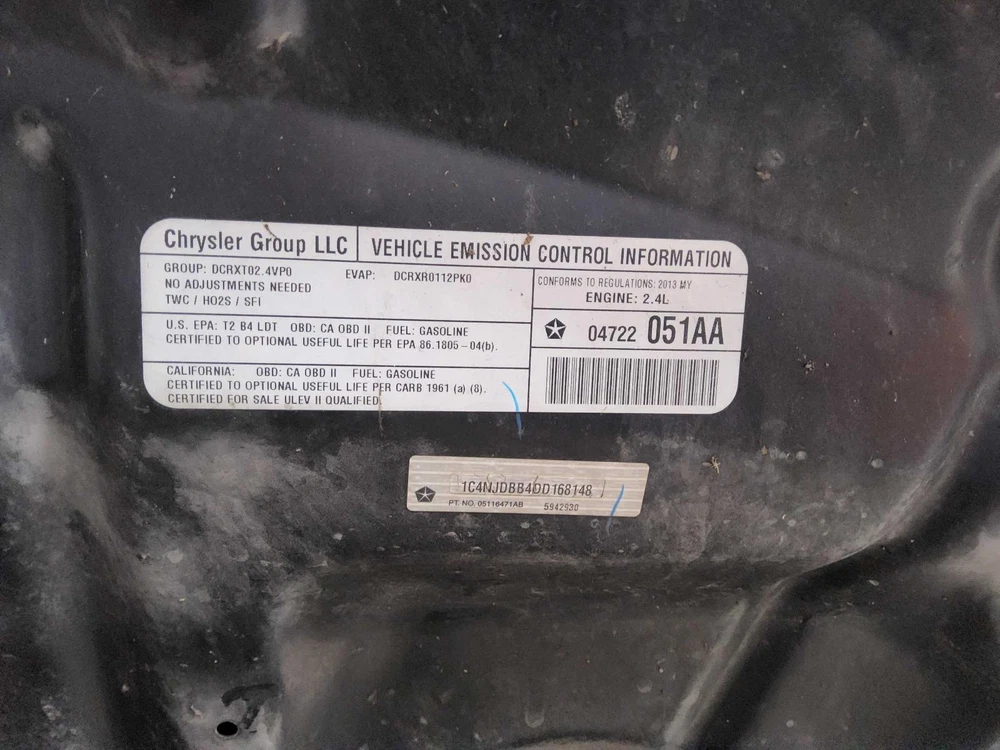 Chrysler Group LLC
VEHICLE EMISSION CONTROL INFORMATION
GROUP: DCRXT02.4VP0 EVAP: DCRXR0112PK0
NO ADJUSTMENTS NEEDED
TWC / HO2S / SFI
CONFORMS TO REGULATIONS: 2013 MY
ENGINE: 2.4L
U.S. EPA: T2 B4 LDT OBD: CA OBD II FUEL: GASOLINE
CERTIFIED TO OPTIONAL USEFUL LIFE PER EPA 86.1805-04(b).
04722 051AA
CALIFORNIA: OBD: CA OBD II FUEL: GASOLINE
CERTIFIED TO OPTIONAL USEFUL LIFE PER CARB 1961 (a) (8).
CERTIFIED FOR SALE ULEV II QUALIFIED.
1C4NJDBB4DD168148
PT. NO. 05116471AB 5942930